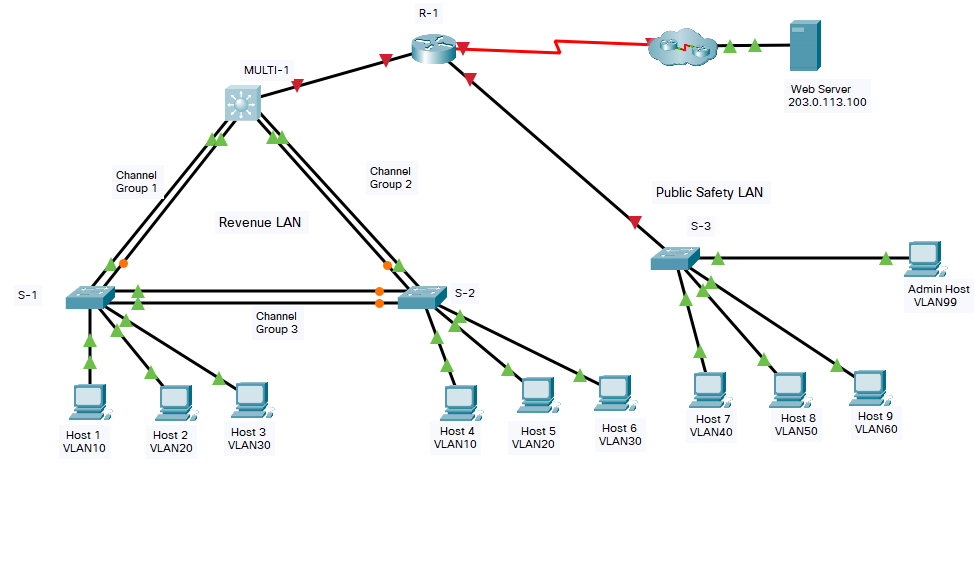 R-1
MULTI-1
Web Server
203.0.113.100
Channel
Group 1
Channel
Group 2
Public Safety LAN
Revenue LAN
S-3
S-1
S-2
Admin Host
VLAN99
Channel
Group 3
Host 1
VLAN10
Host 2
VLAN20
Host 3
VLAN30
Host 4
VLAN10
Host 5
VLAN20
Host 6
VLAN30
Host 7
VLAN40
Host 8
VLAN50
Host 9
VLAN60